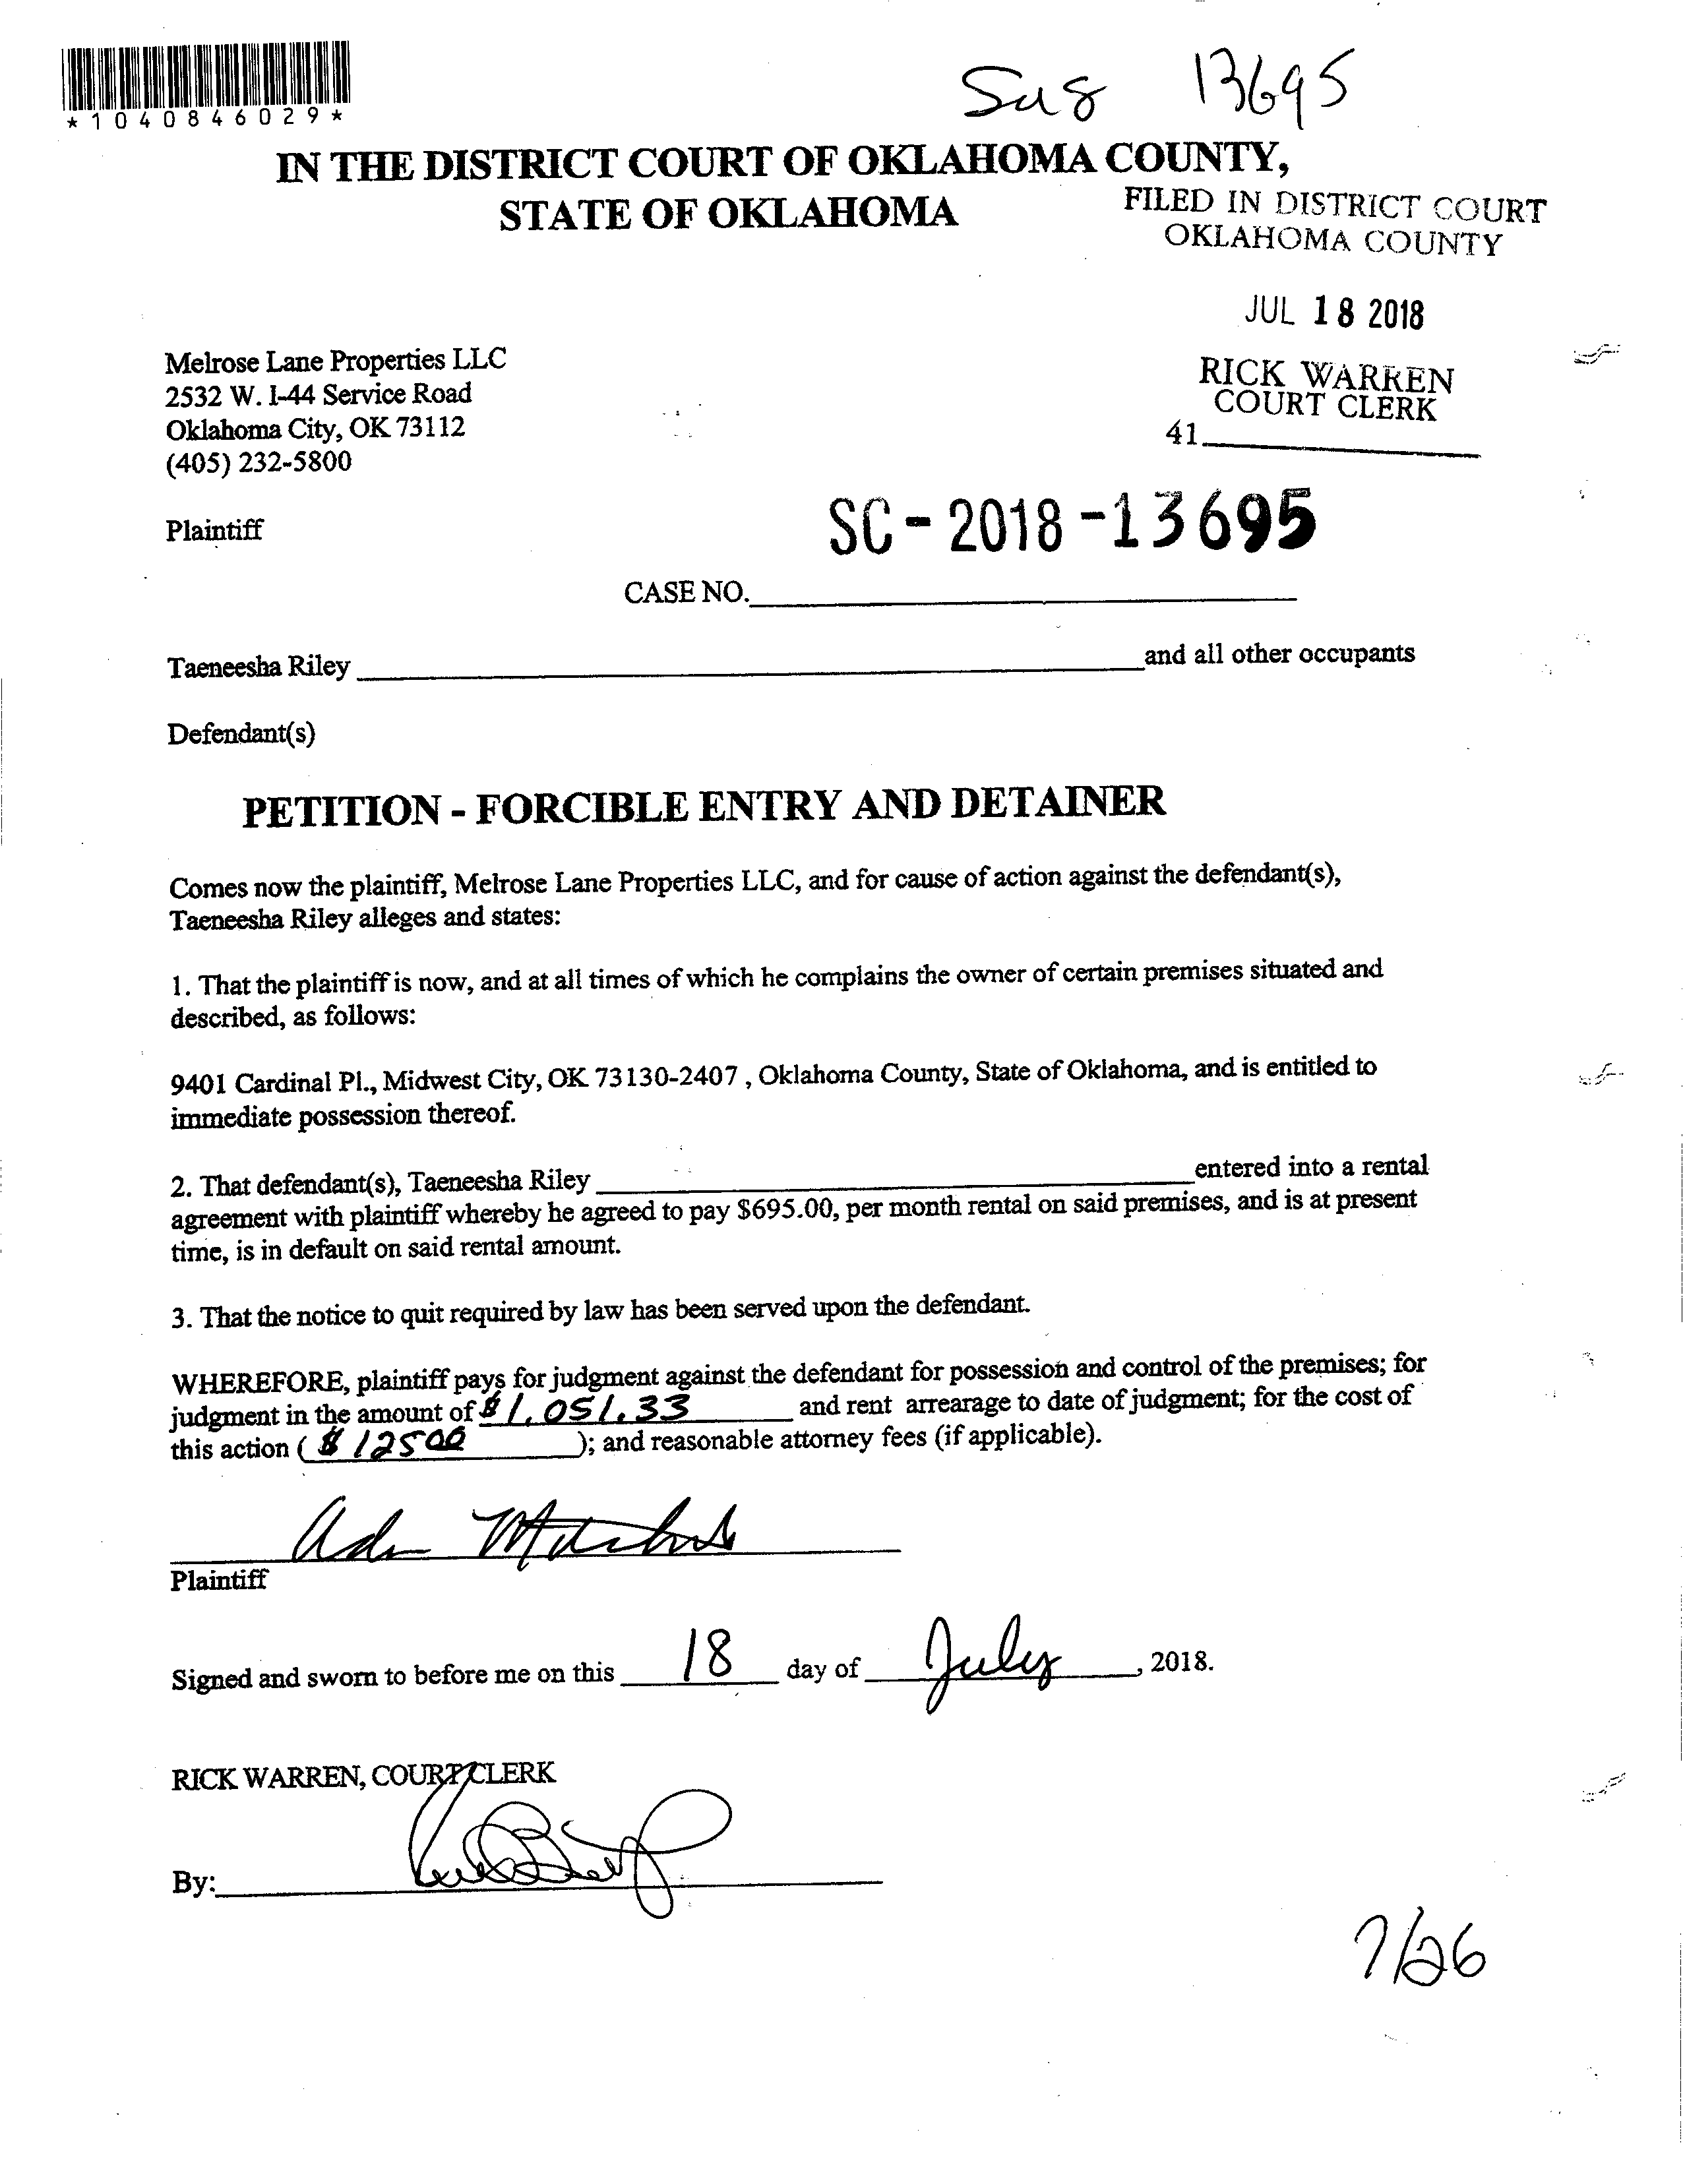 *1040846029*
13695
IN THE DISTRICT COURT OF OKLAHOMA COUNTY,
STATE OF OKLAHOMA
FILED IN DISTRICT COURT
OKLAHOMA COUNTY
JUL 18 2018
RICK WARREN
COURT CLERK
41
Melrose Lane Properties LLC
2532 W. I-44 Service Road
Oklahoma City, OK 73112
(405) 232-5800
Plaintiff
SC-2018-13695
CASE NO.
Taeneesha Riley and all other occupants
Defendant(s)
PETITION - FORCIBLE ENTRY AND DETAINER
Comes now the plaintiff, Melrose Lane Properties LLC, and for cause of action against the defendant(s),
Taeneesha Riley alleges and states:
1. That the plaintiff is now, and at all times of which he complains the owner of certain premises situated and
described, as follows:
9401 Cardinal Pl., Midwest City, OK 73130-2407 , Oklahoma County, State of Oklahoma, and is entitled to
immediate possession thereof.
2. That defendant(s), Taeneesha Riley entered into a rental
agreement with plaintiff whereby he agreed to pay $695.00, per month rental on said premises, and is at present
time, is in default on said rental amount.
3. That the notice to quit required by law has been served upon the defendant.
WHEREFORE, plaintiff pays for judgment against the defendant for possession and control of the premises; for
judgment in the amount of $1,051.33 and rent arrearage to date of judgment; for the cost of
this action ( $12500 ); and reasonable attorney fees (if applicable).
Plaintiff
Signed and sworn to before me on this 18 day of July , 2018.
RICK WARREN, COURT CLERK
By:
7/26